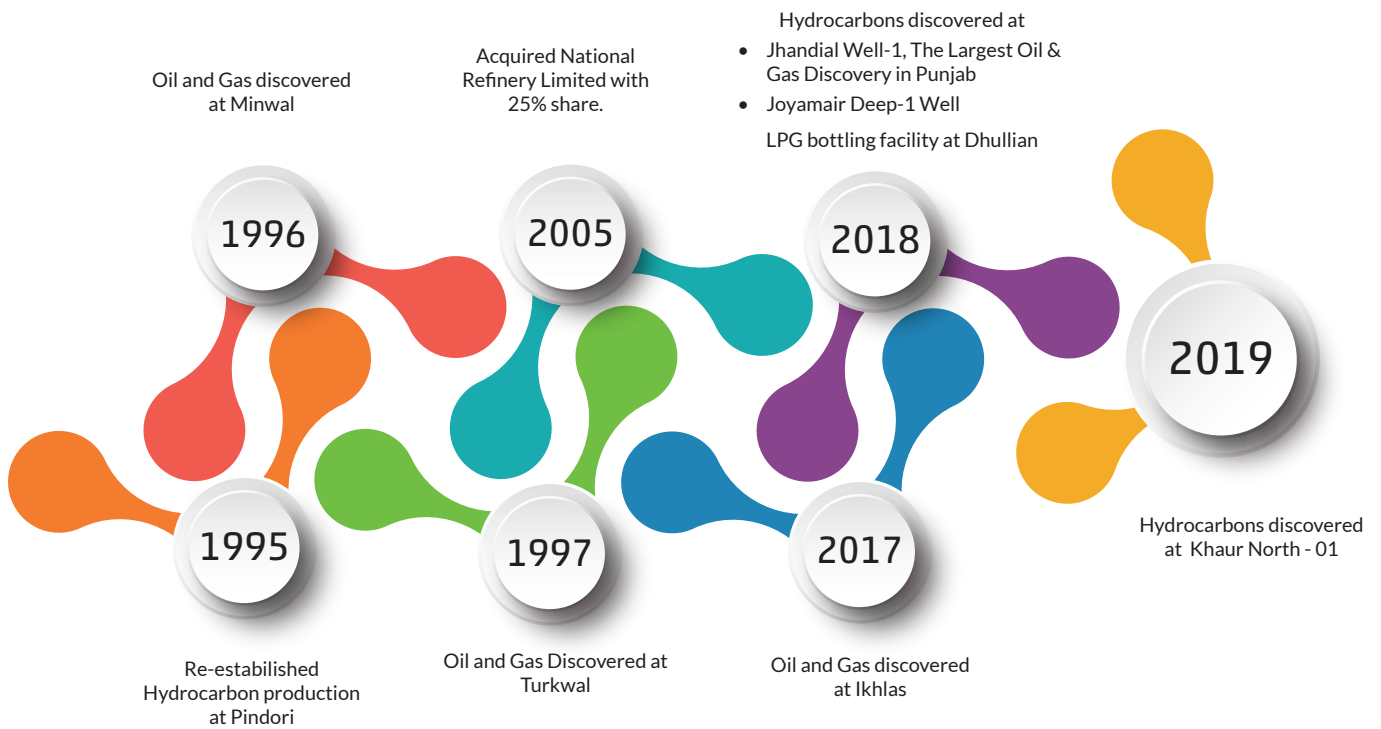 Oil and Gas discovered
at Minwal
1996
Acquired National
Refinery Limited with
25% share.
2005
Hydrocarbons discovered at
• Jhandial Well-1, The Largest Oil &
Gas Discovery in Punjab
• Joyamair Deep-1 Well
LPG bottling facility at Dhullian
2018
2019
Hydrocarbons discovered
at Khaur North - 01
1995
Re-estabilished
Hydrocarbon production
at Pindori
1997
Oil and Gas Discovered at
Turkwal
2017
Oil and Gas discovered
at Ikhlas